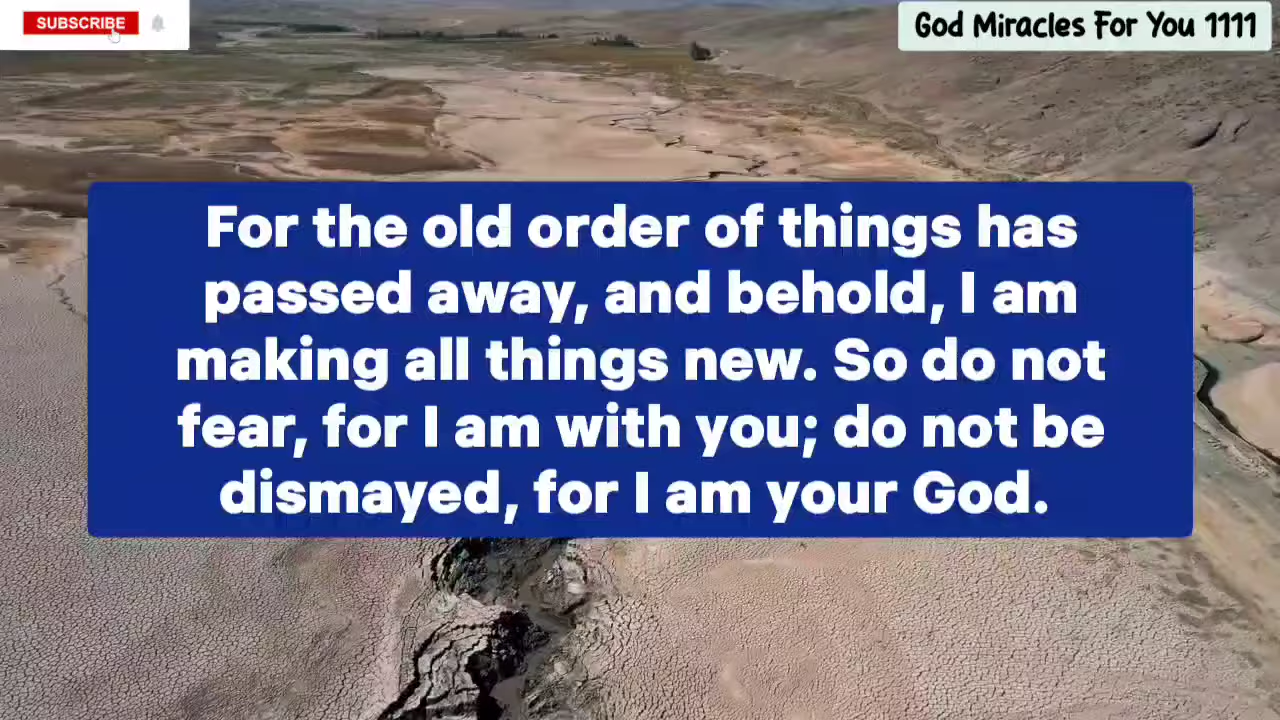 SUBSCRIBE
God Miracles For You 1111
For the old order of things has
passed away, and behold, I am
making all things new. So do not
fear, for I am with you; do not be
dismayed, for I am your God.